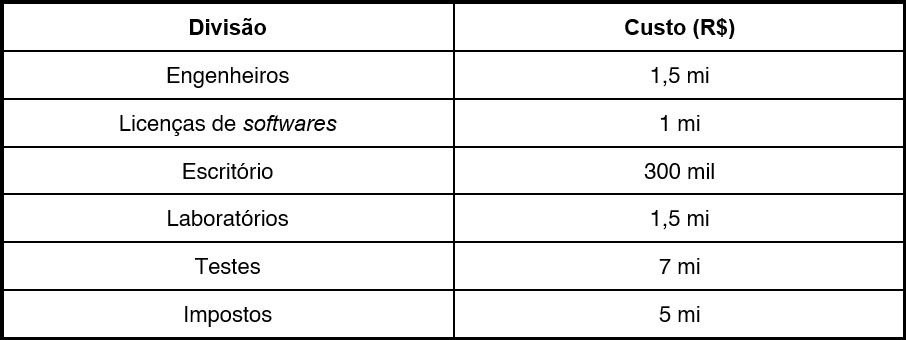 Divisão Custo (R$)
Engenheiros 1,5 mi
Licenças de softwares 1 mi
Escritório 300 mil
Laboratórios 1,5 mi
Testes 7 mi
Impostos 5 mi